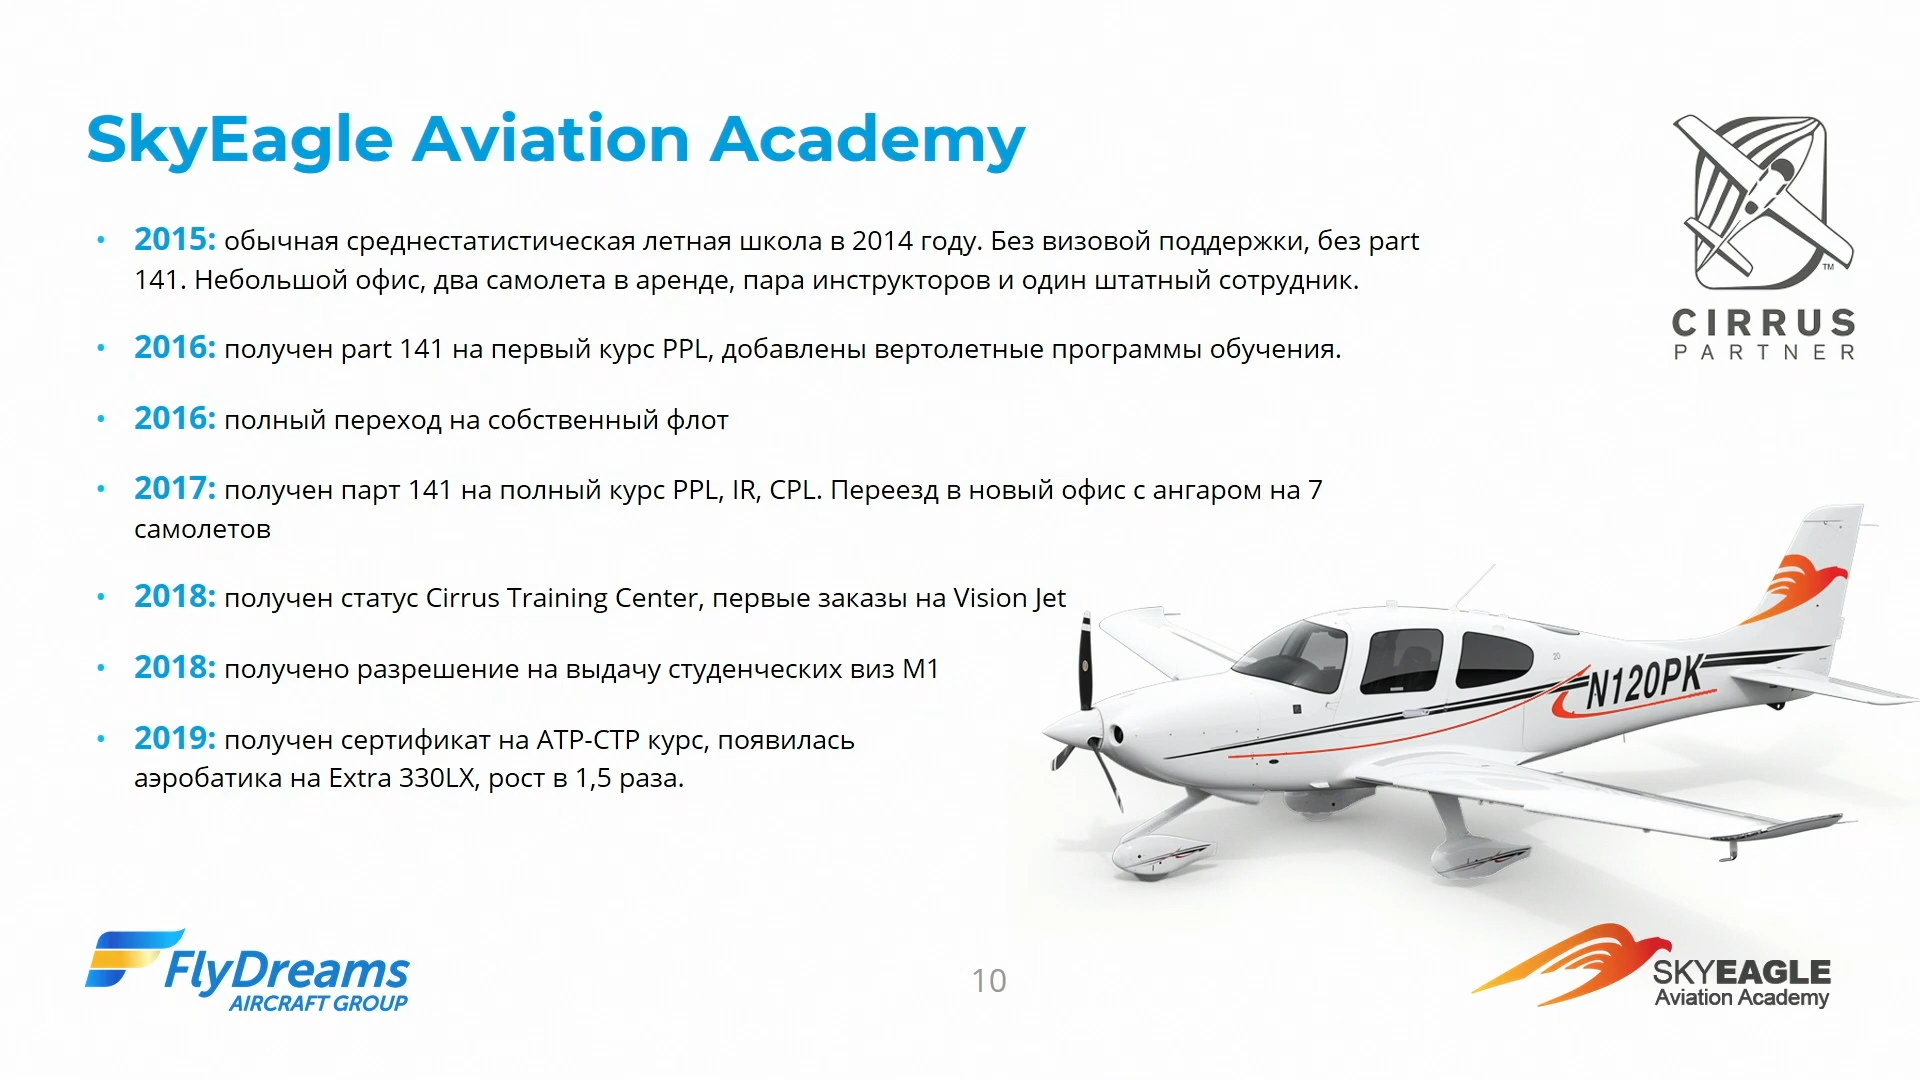 SkyEagle Aviation Academy
• 2015: обычная среднестатистическая летная школа в 2014 году. Без визовой поддержки, без part
141. Небольшой офис, два самолета в аренде, пара инструкторов и один штатный сотрудник.
• 2016: получен part 141 на первый курс PPL, добавлены вертолетные программы обучения.
• 2016: полный переход на собственный флот
• 2017: получен парт 141 на полный курс PPL, IR, CPL. Переезд в новый офис с ангаром на 7
самолетов
• 2018: получен статус Cirrus Training Center, первые заказы на Vision Jet
• 2018: получено разрешение на выдачу студенческих виз M1
• 2019: получен сертификат на ATP-CTP курс, появилась
аэробатика на Extra 330LX, рост в 1,5 раза.
TM
CIRRUS
PARTNER
20
N120PK
FlyDreams
AIRCRAFT GROUP
10
SKYEAGLE
Aviation Academy